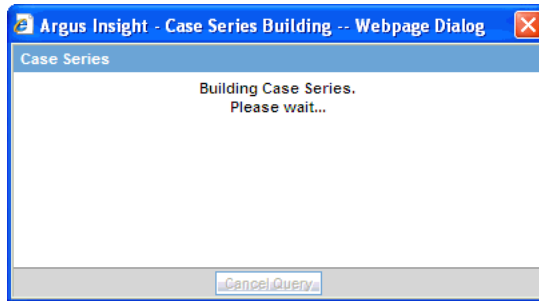 Argus Insight - Case Series Building -- Webpage Dialog
Case Series
Building Case Series.
Please wait...
Cancel Query